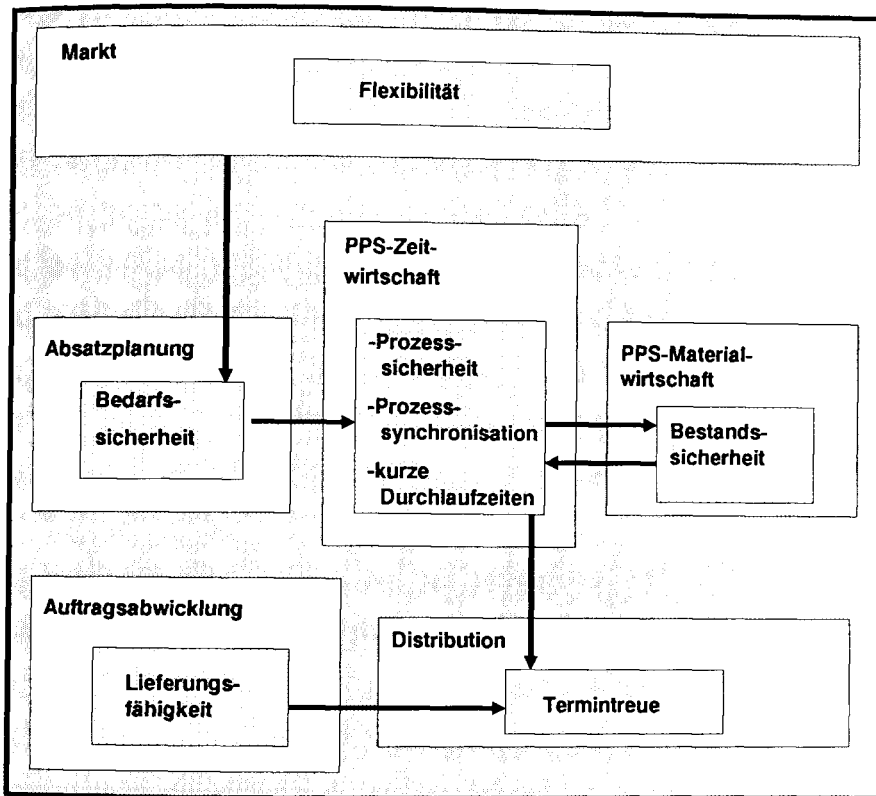 Markt
Flexibilität
PPS-Zeit-
wirtschaft
Absatzplanung
Bedarfs-
sicherheit
-Prozess-
sicherheit
-Prozess-
synchronisation
-kurze
Durchlaufzeiten
PPS-Material-
wirtschaft
Bestands-
sicherheit
Auftragsabwicklung
Lieferungs-
fähigkeit
Distribution
Termintreue